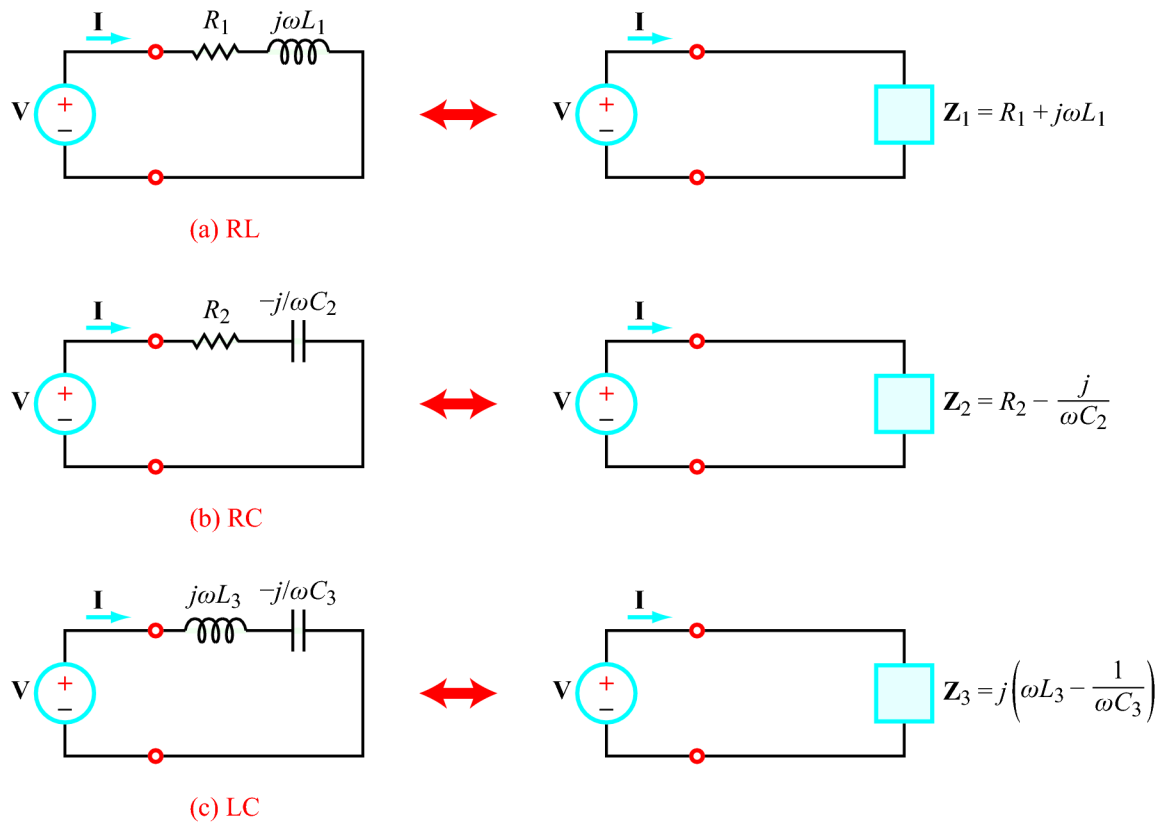 I R₁ jωL₁
V + −
I
V + − Z₁ = R₁ + jωL₁
(a) RL
I R₂ −j/ωC₂
V + −
I
V + − Z₂ = R₂ − j/ωC₂
(b) RC
I jωL₃ −j/ωC₃
V + −
I
V + − Z₃ = j(ωL₃ − 1/ωC₃)
(c) LC